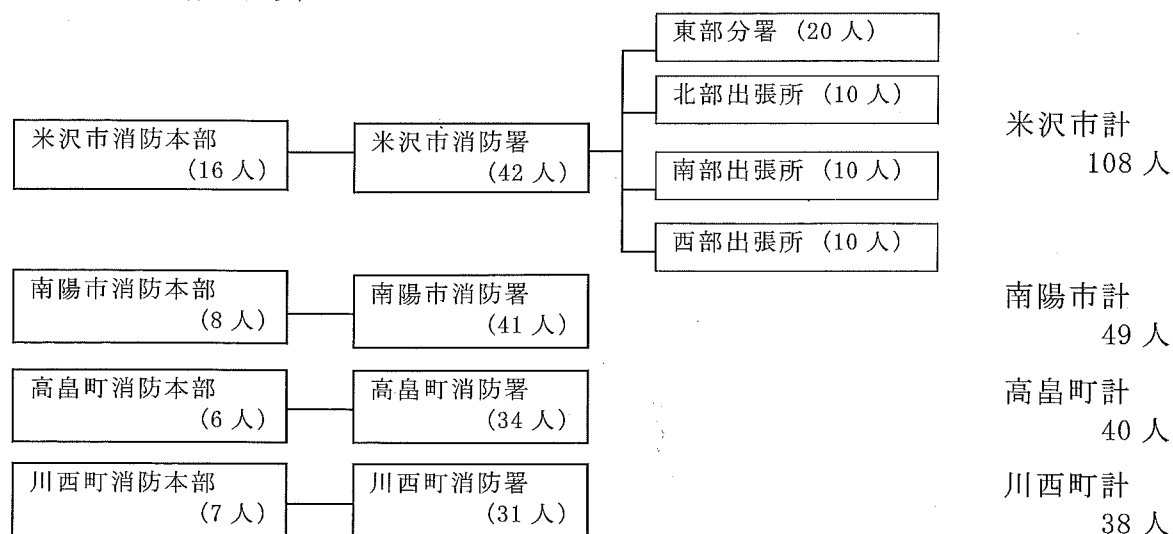 東部分署（20人）
北部出張所（10人）
南部出張所（10人）
西部出張所（10人）
米沢市消防本部
（16人）
米沢市消防署
（42人）
米沢市計
108人
南陽市消防本部
（8人）
南陽市消防署
（41人）
南陽市計
49人
高畠町消防本部
（6人）
高畠町消防署
（34人）
高畠町計
40人
川西町消防本部
（7人）
川西町消防署
（31人）
川西町計
38人